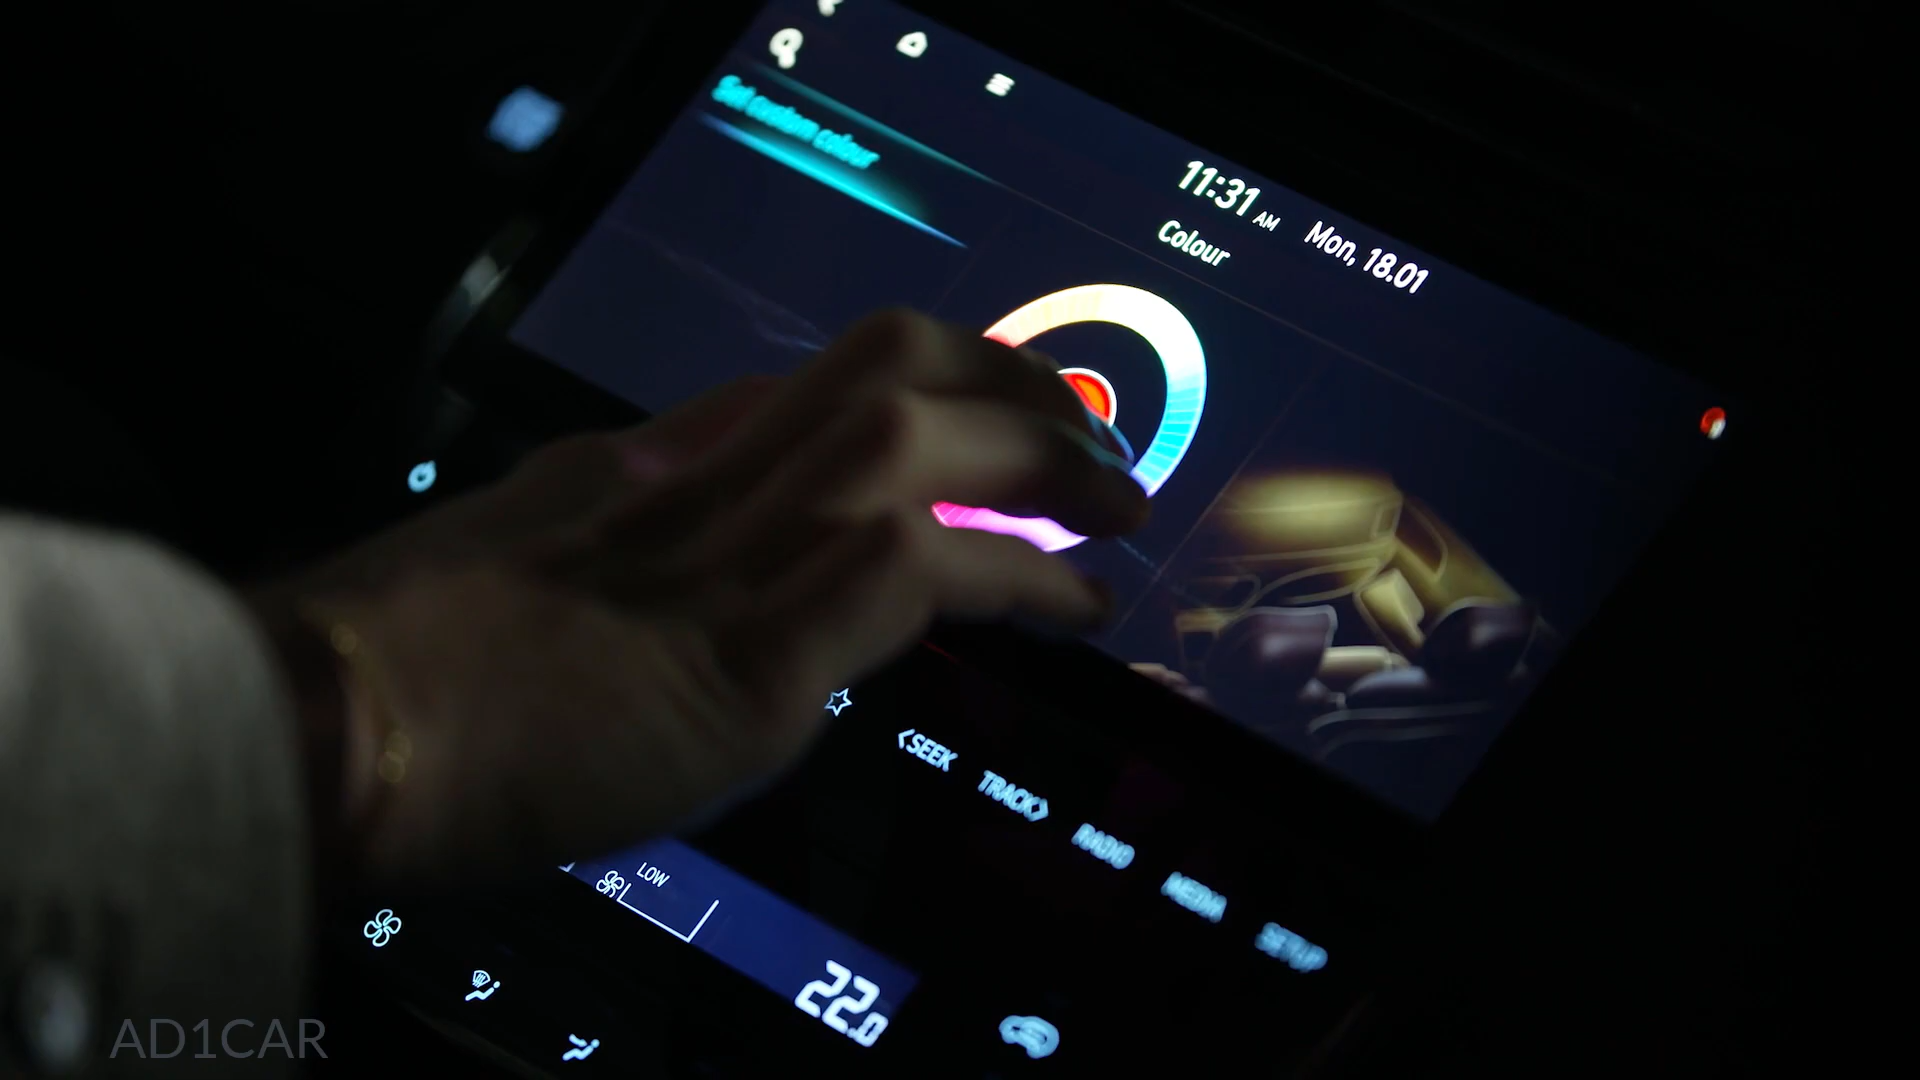 Set custom colour
11:31 AM Mon, 18.01
Colour
<SEEK
TRACK>
RADIO
MEDIA
SETUP
LOW
22.0
AD1CAR